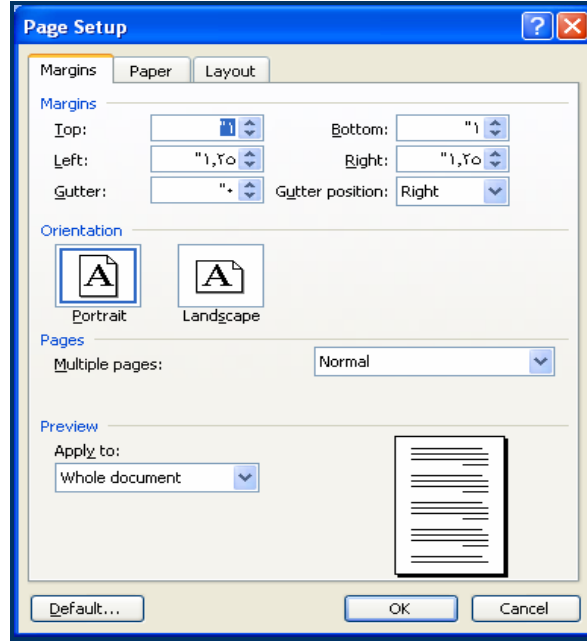 Page Setup
Margins Paper Layout
Margins
Top: "١ Bottom: "١
Left: "١,٢٥ Right: "١,٢٥
Gutter: "٠ Gutter position: Right
Orientation
A A
Portrait Landscape
Pages
Multiple pages: Normal
Preview
Apply to:
Whole document
Default... OK Cancel